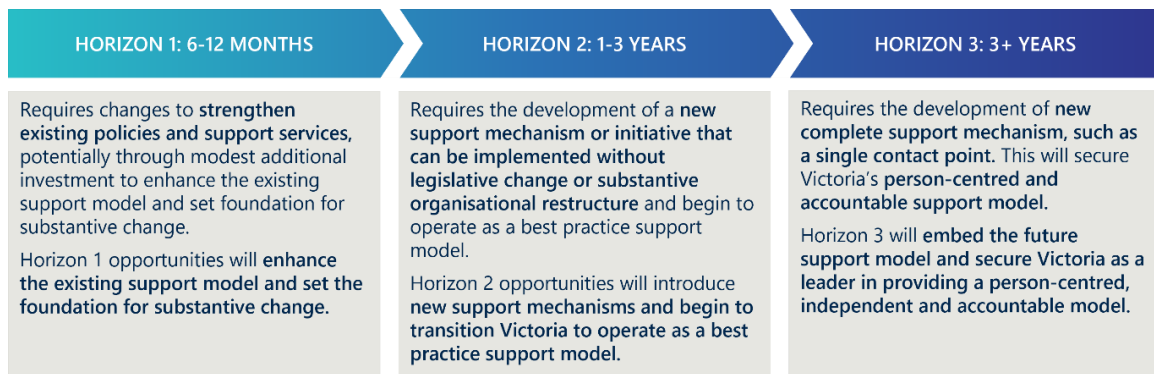 HORIZON 1: 6-12 MONTHS
Requires changes to strengthen
existing policies and support services,
potentially through modest additional
investment to enhance the existing
support model and set foundation for
substantive change.
Horizon 1 opportunities will enhance
the existing support model and set the
foundation for substantive change.
HORIZON 2: 1-3 YEARS
Requires the development of a new
support mechanism or initiative that
can be implemented without
legislative change or substantive
organisational restructure and begin to
operate as a best practice support
model.
Horizon 2 opportunities will introduce
new support mechanisms and begin to
transition Victoria to operate as a best
practice support model.
HORIZON 3: 3+ YEARS
Requires the development of new
complete support mechanism, such as
a single contact point. This will secure
Victoria's person-centred and
accountable support model.
Horizon 3 will embed the future
support model and secure Victoria as a
leader in providing a person-centred,
independent and accountable model.